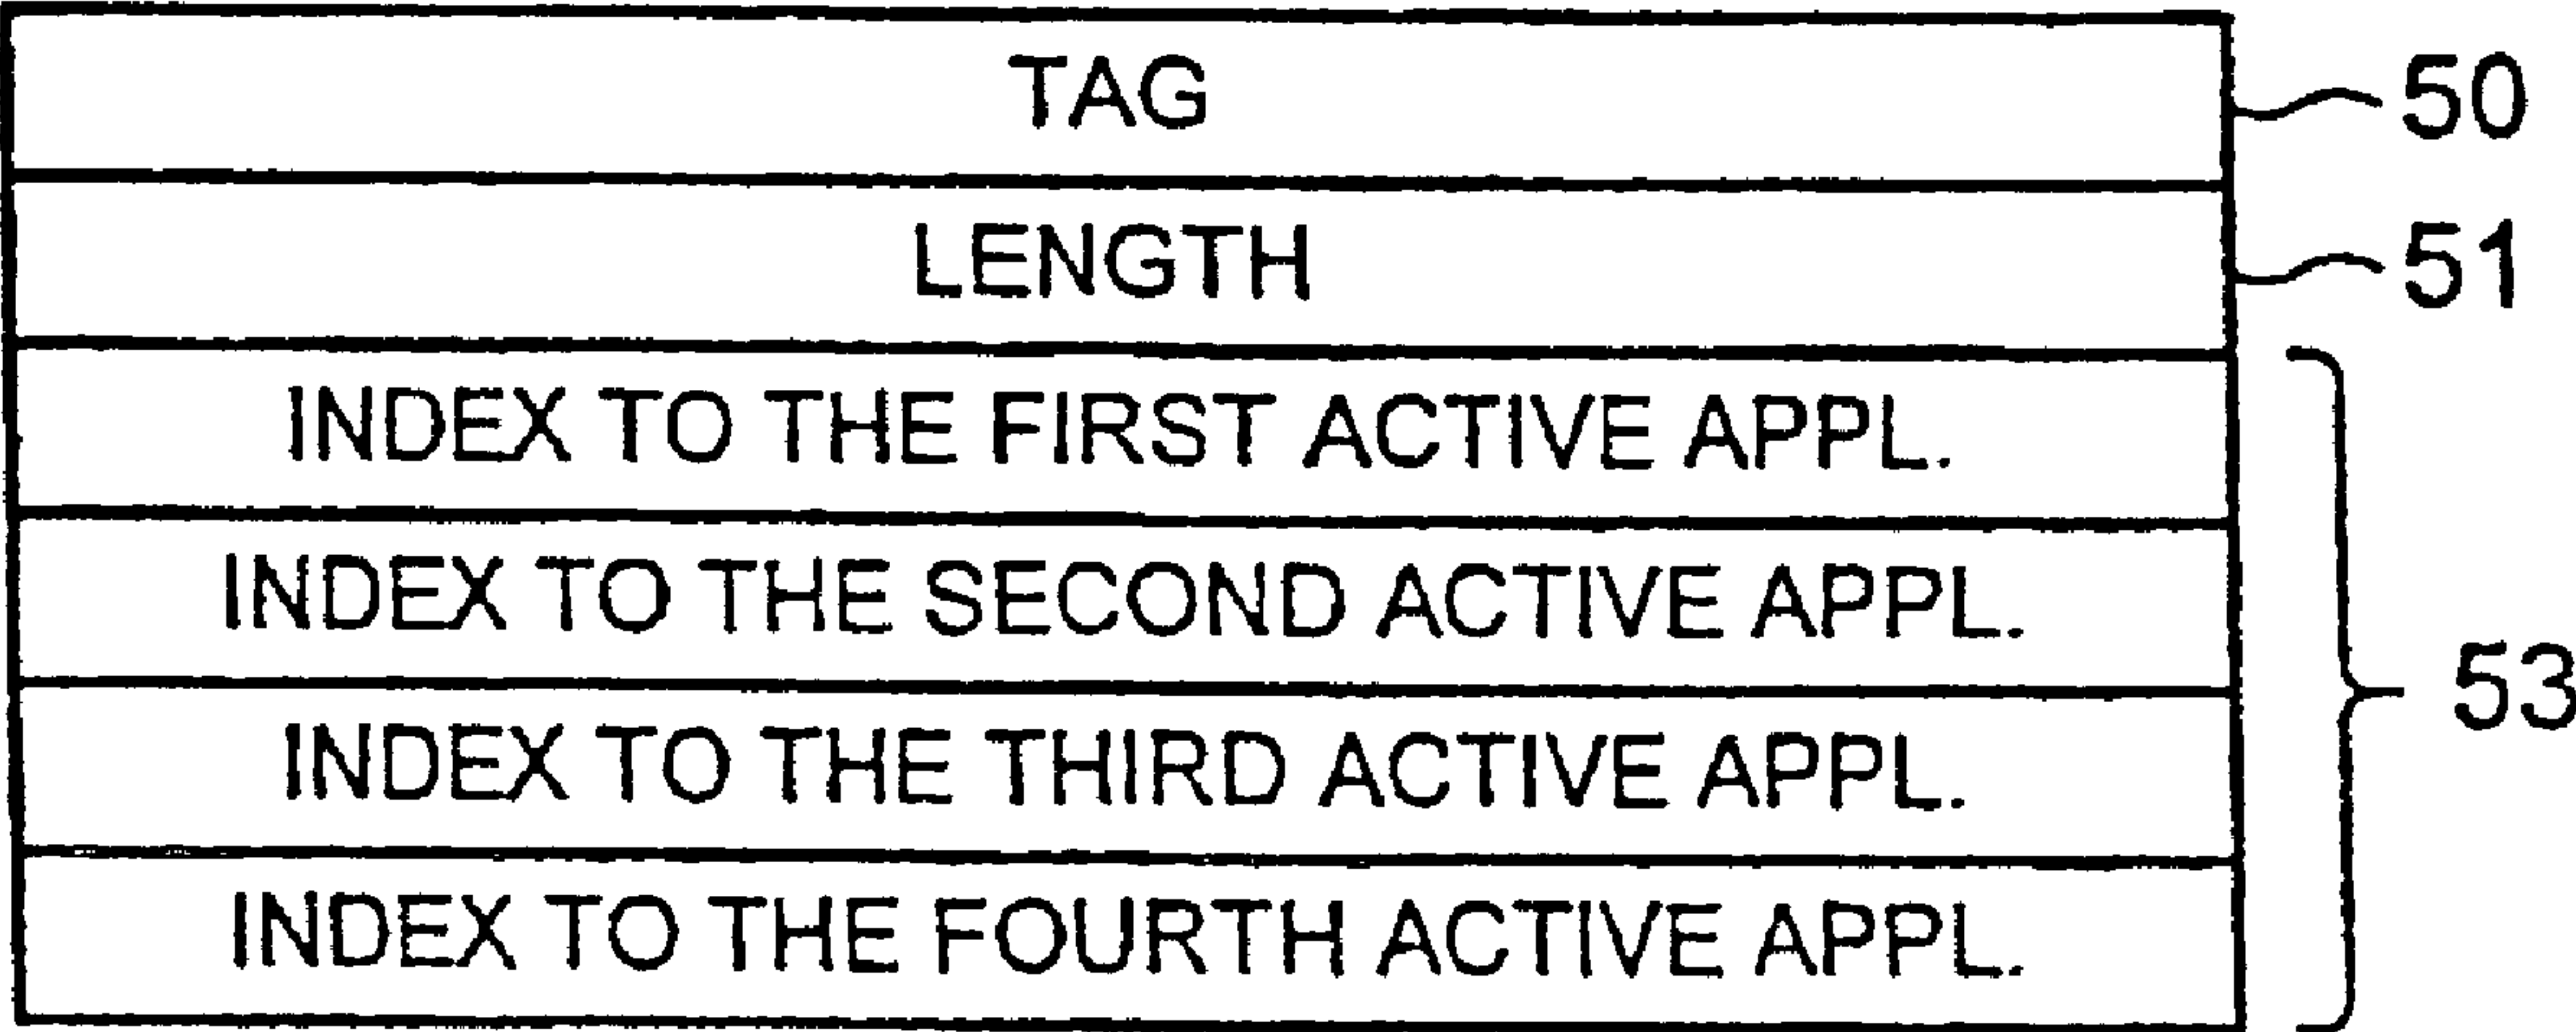 TAG 50
LENGTH 51
INDEX TO THE FIRST ACTIVE APPL.
INDEX TO THE SECOND ACTIVE APPL.
53
INDEX TO THE THIRD ACTIVE APPL.
INDEX TO THE FOURTH ACTIVE APPL.